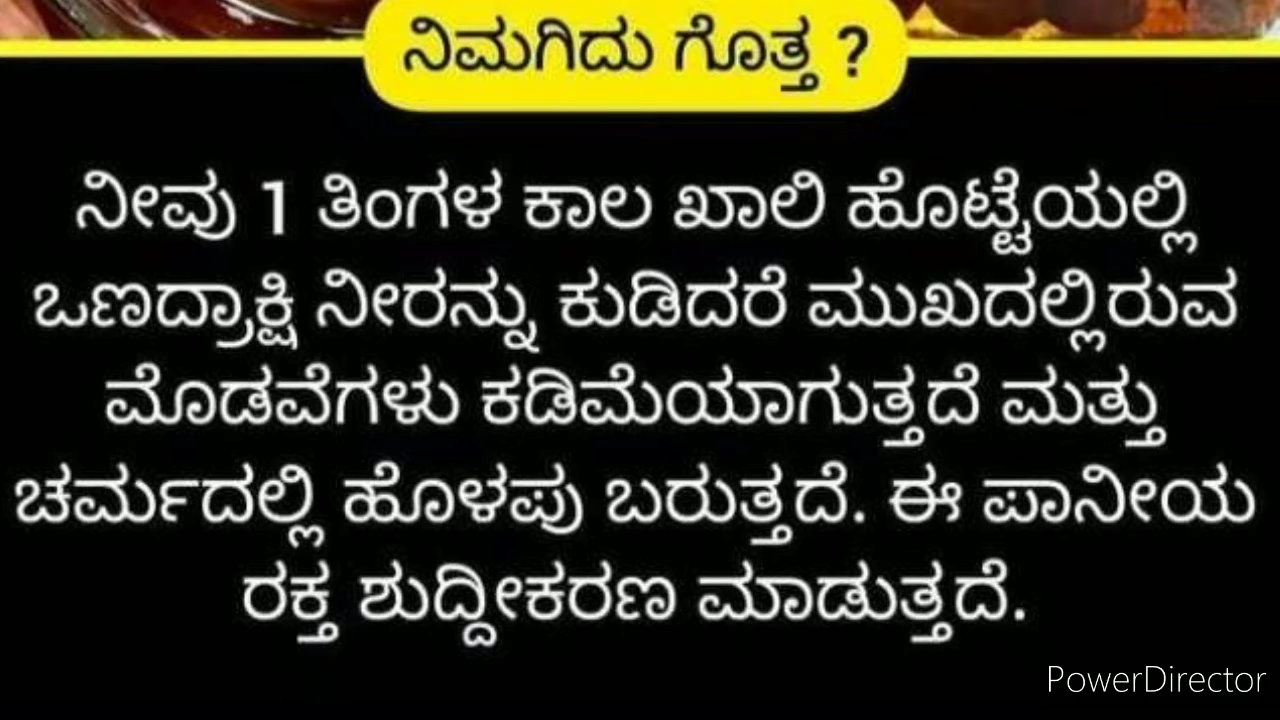 ನಿಮಗಿದು ಗೊತ್ತ ?
ನೀವು 1 ತಿಂಗಳ ಕಾಲ ಖಾಲಿ ಹೊಟ್ಟೆಯಲ್ಲಿ
ಒಣದ್ರಾಕ್ಷಿ ನೀರನ್ನು ಕುಡಿದರೆ ಮುಖದಲ್ಲಿರುವ
ಮೊಡವೆಗಳು ಕಡಿಮೆಯಾಗುತ್ತದೆ ಮತ್ತು
ಚರ್ಮದಲ್ಲಿ ಹೊಳಪು ಬರುತ್ತದೆ. ಈ ಪಾನೀಯ
ರಕ್ತ ಶುದ್ದೀಕರಣ ಮಾಡುತ್ತದೆ.
PowerDirector